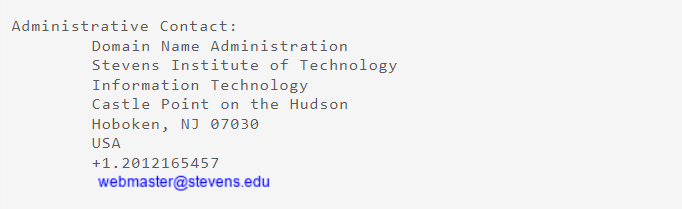 Administrative Contact:
Domain Name Administration
Stevens Institute of Technology
Information Technology
Castle Point on the Hudson
Hoboken, NJ 07030
USA
+1.2012165457
webmaster@stevens.edu